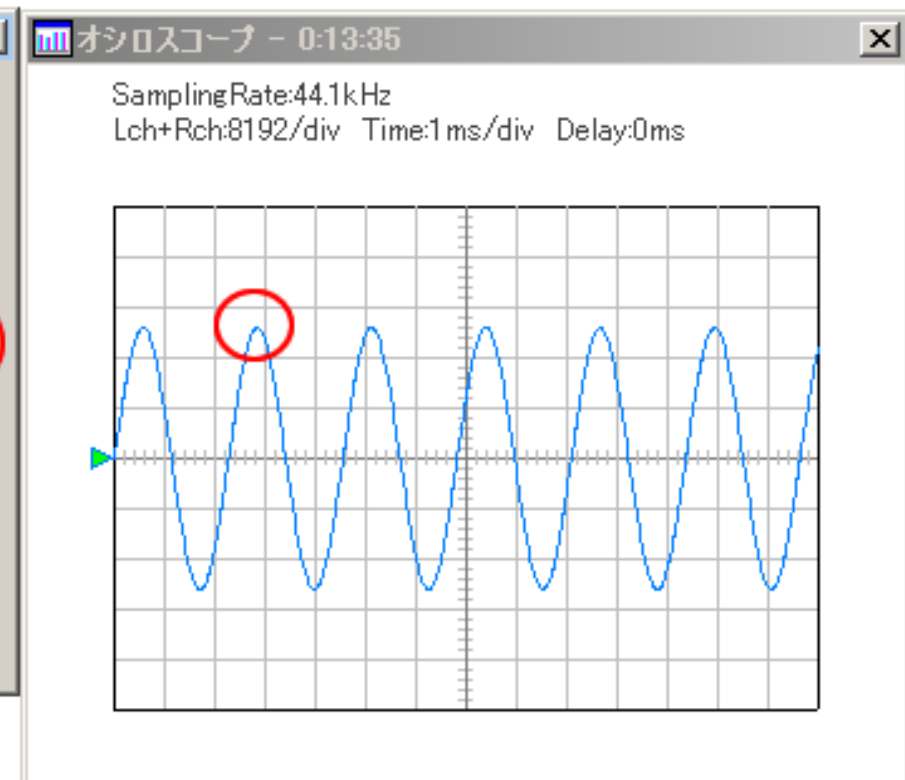 オシロスコープ - 0:13:35
SamplingRate:44.1kHz
Lch+Rch:8192/div Time:1ms/div Delay:0ms